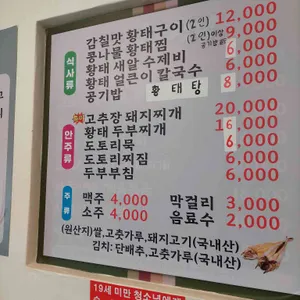 식사류
감칠맛 황태구이 (2인) 12,000
콩나물 황태찜 (2인)이상 9,000
황태 새알 수제비 6,000
황태 얼큰이 칼국수 6,000
공기밥 황태탕 8,000
안주류
고추장 돼지찌개 20,000
황태 두부찌개 16,000
도토리묵 6,000
도토리찌짐 6,000
두부부침 6,000
주류
맥주 4,000 막걸리 3,000
소주 4,000 음료수 2,000
(원산지)쌀,고춧가루,돼지고기(국내산)
김치: 단배추,고춧가루(국내산)
19세 미만 청소년에게